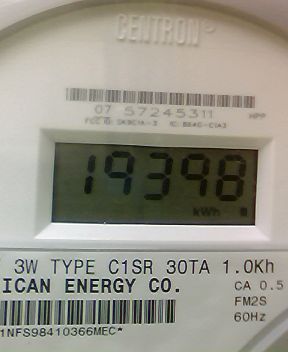 CENTRON®
07 57245311 HPP
19398
kWh
3W TYPE C1SR 30TA 1.0Kh
ICAN ENERGY CO. CA 0.5
FM2S
60Hz
1NFS98410366MEC*